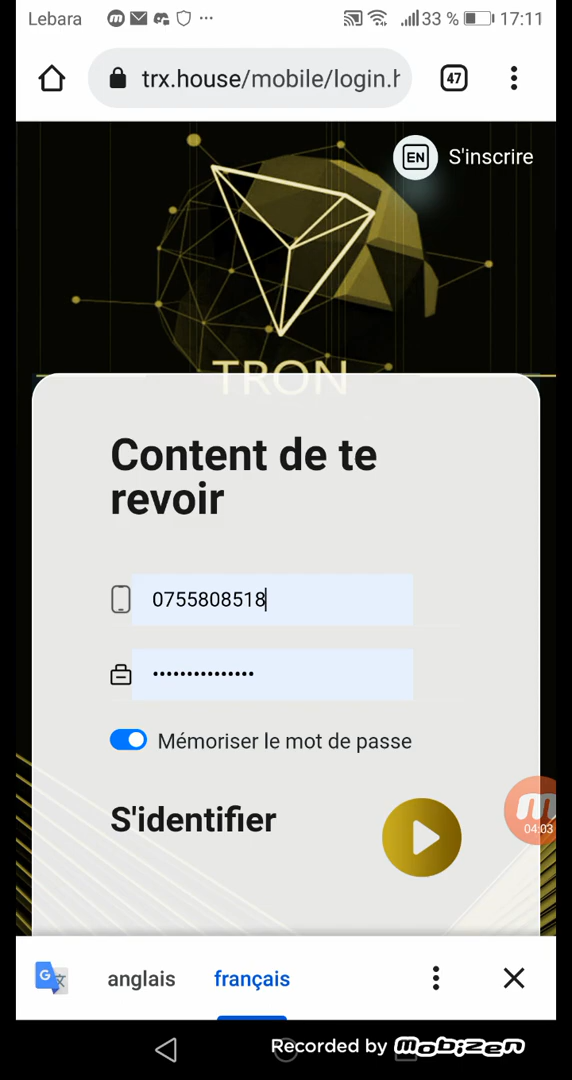 Lebara 33 % 17:11
trx.house/mobile/login.h 47
EN S'inscrire
TRON
Content de te
revoir
0755808518
•••••••••••••••
Mémoriser le mot de passe
S'identifier
04:03
anglais français
Recorded by mobizen